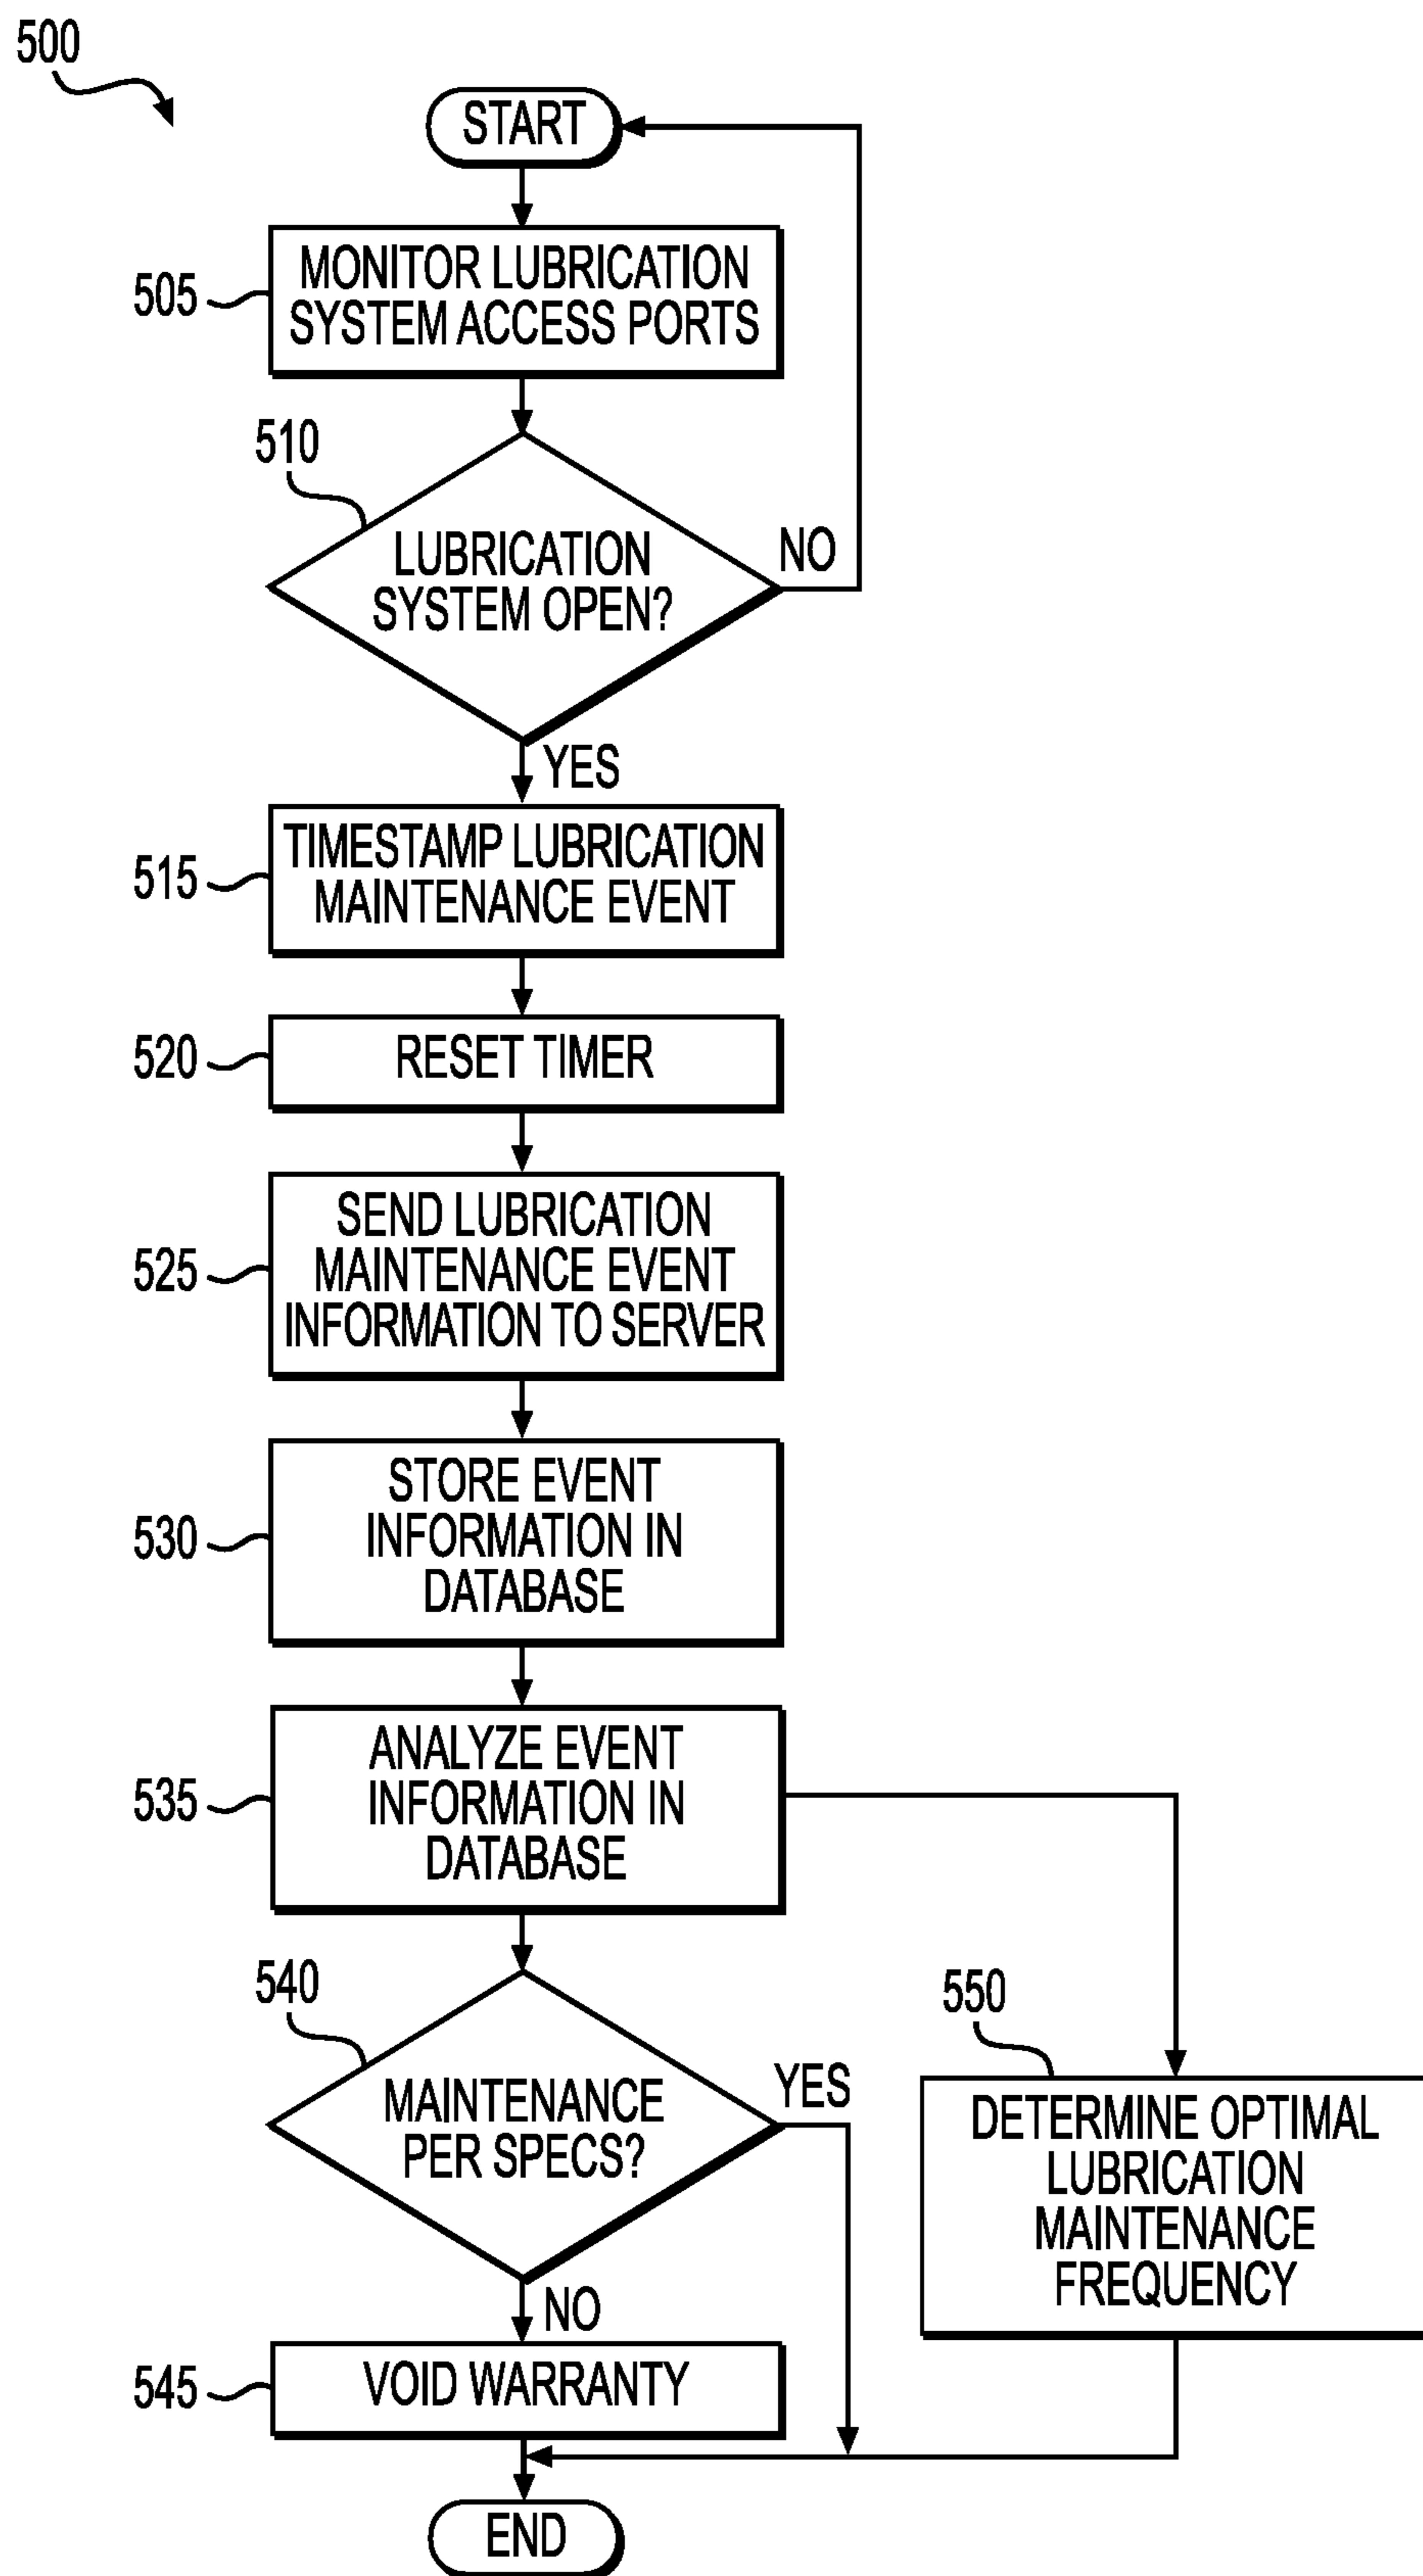 500
START
505
MONITOR LUBRICATION
SYSTEM ACCESS PORTS
510
LUBRICATION
SYSTEM OPEN?
NO
YES
515
TIMESTAMP LUBRICATION
MAINTENANCE EVENT
520
RESET TIMER
525
SEND LUBRICATION
MAINTENANCE EVENT
INFORMATION TO SERVER
530
STORE EVENT
INFORMATION IN
DATABASE
535
ANALYZE EVENT
INFORMATION IN
DATABASE
540
MAINTENANCE
PER SPECS?
YES
NO
550
DETERMINE OPTIMAL
LUBRICATION
MAINTENANCE
FREQUENCY
545
VOID WARRANTY
END